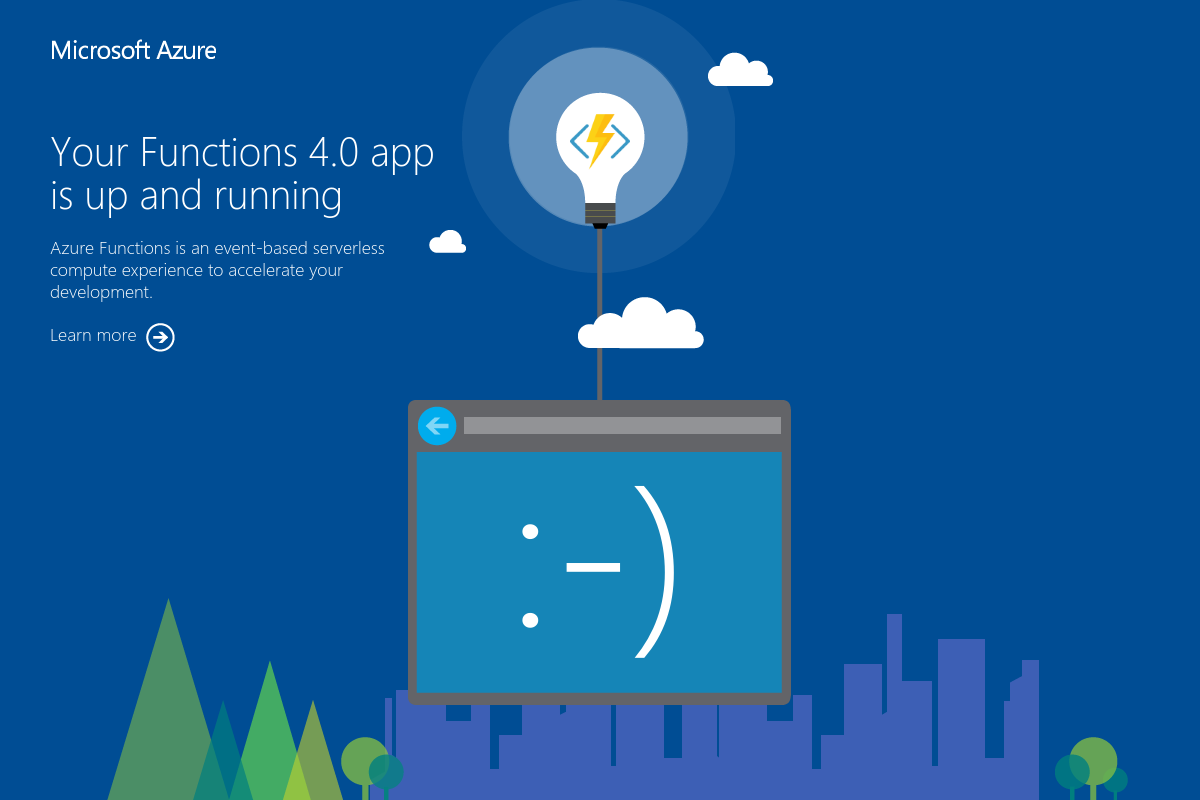 Microsoft Azure
Your Functions 4.0 app
is up and running
Azure Functions is an event-based serverless
compute experience to accelerate your
development.
Learn more
:-)